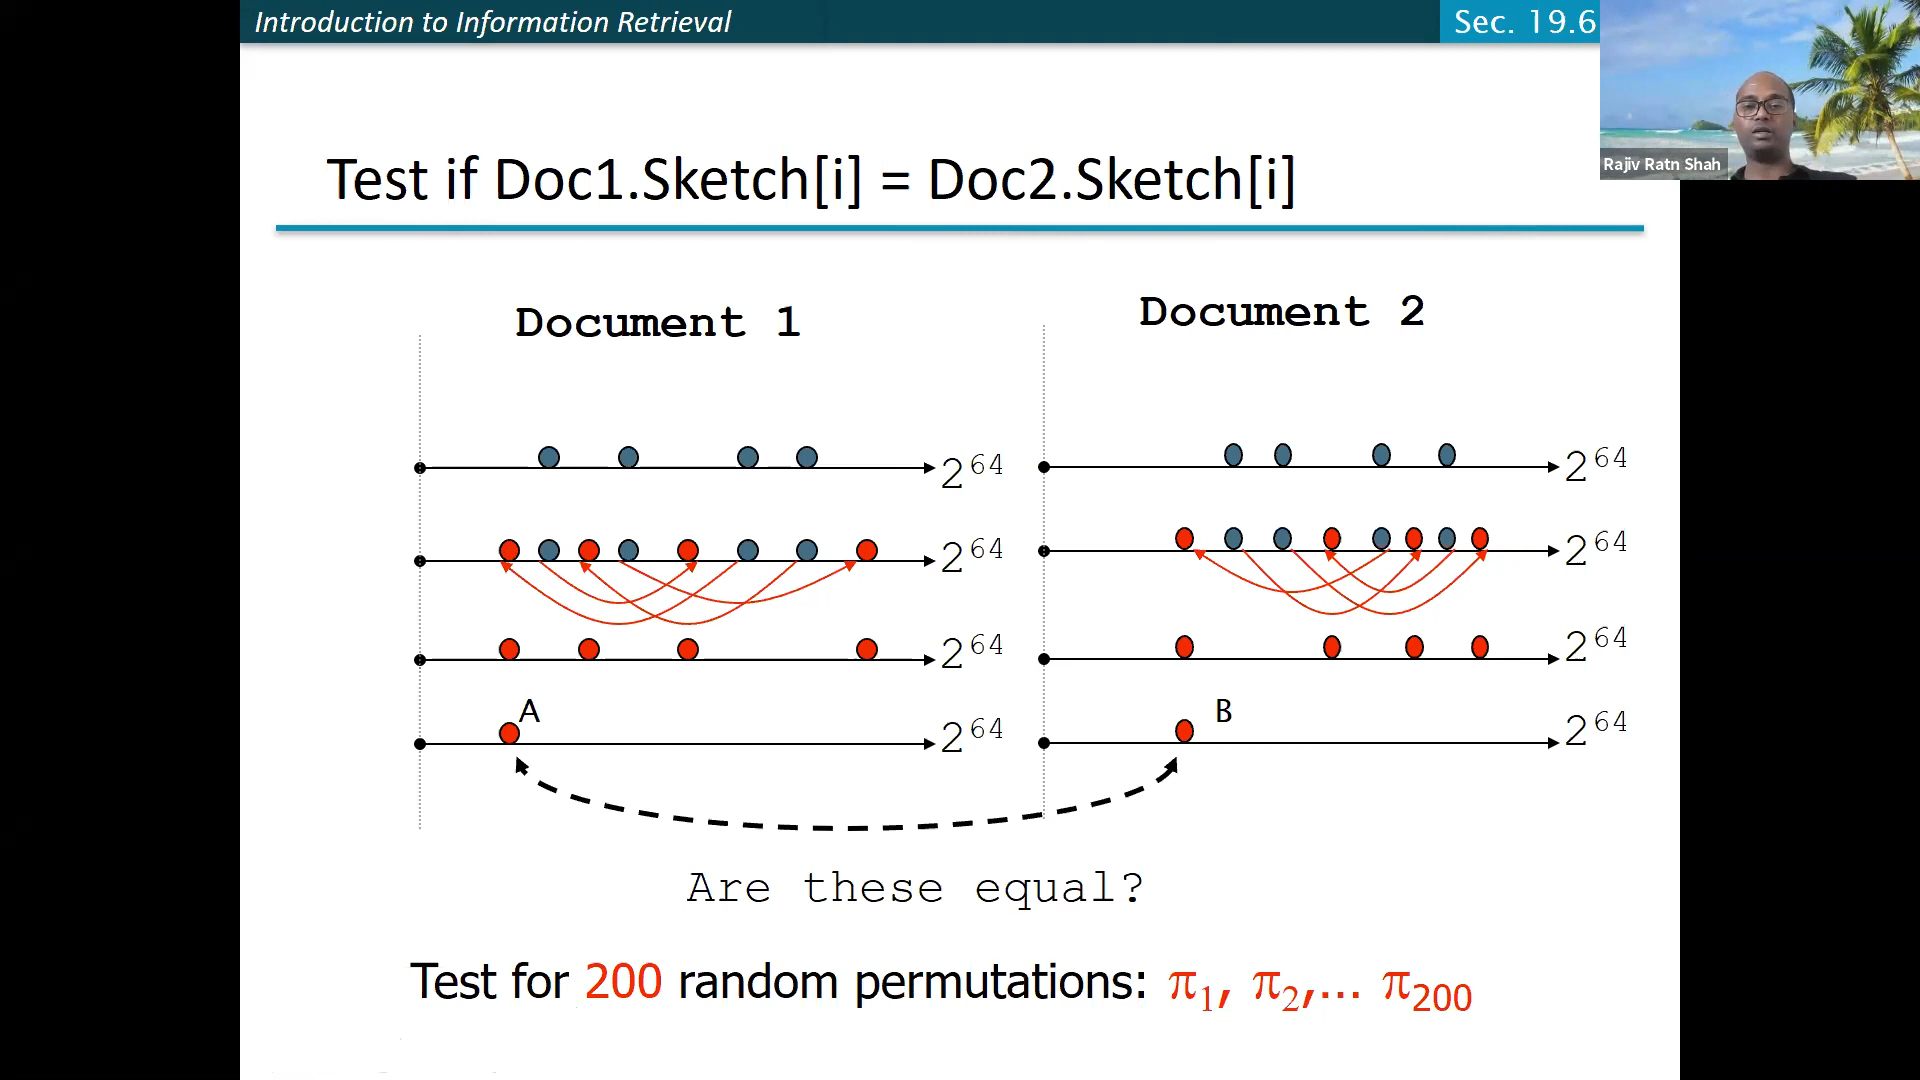 Introduction to Information Retrieval
Sec. 19.6
Rajiv Ratn Shah
Test if Doc1.Sketch[i] = Doc2.Sketch[i]
Document 1
Document 2
2^64
2^64
2^64
2^64
2^64
2^64
A
B
2^64
2^64
Are these equal?
Test for 200 random permutations: π₁, π₂,... π₂₀₀